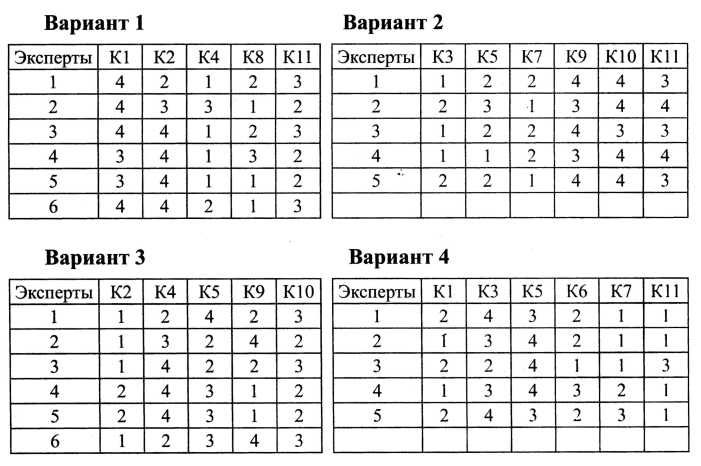 Вариант 1
Эксперты К1 К2 К4 К8 К11
1 4 2 1 2 3
2 4 3 3 1 2
3 4 4 1 2 3
4 3 4 1 3 2
5 3 4 1 1 2
6 4 4 2 1 3
Вариант 2
Эксперты К3 К5 К7 К9 К10 К11
1 1 2 2 4 4 3
2 2 3 1 3 4 4
3 1 2 2 4 3 3
4 1 1 2 3 4 4
5 2 2 1 4 4 3
Вариант 3
Эксперты К2 К4 К5 К9 К10
1 1 2 4 2 3
2 1 3 2 4 2
3 1 4 2 2 3
4 2 4 3 1 2
5 2 4 3 1 2
6 1 2 3 4 3
Вариант 4
Эксперты К1 К3 К5 К6 К7 К11
1 2 4 3 2 1 1
2 1 3 4 2 1 1
3 2 2 4 1 1 3
4 1 3 4 3 2 1
5 2 4 3 2 3 1